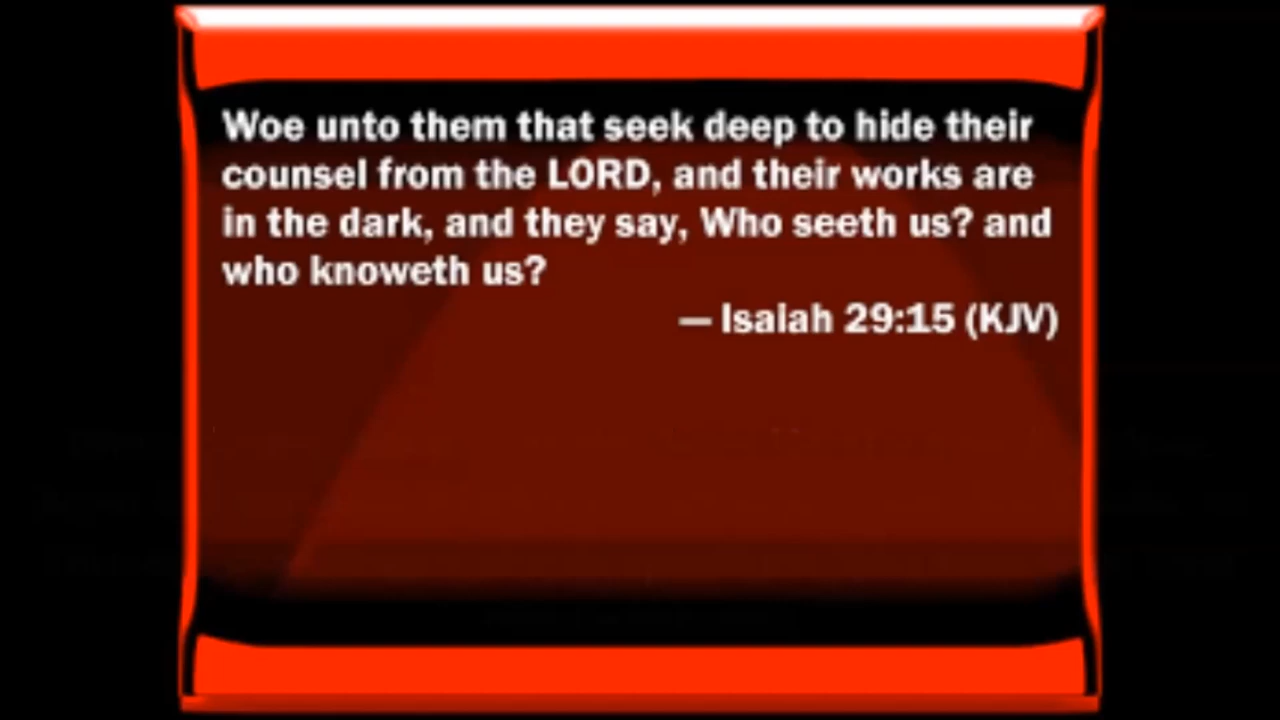 Woe unto them that seek deep to hide their
counsel from the LORD, and their works are
in the dark, and they say, Who seeth us? and
who knoweth us?
— Isaiah 29:15 (KJV)